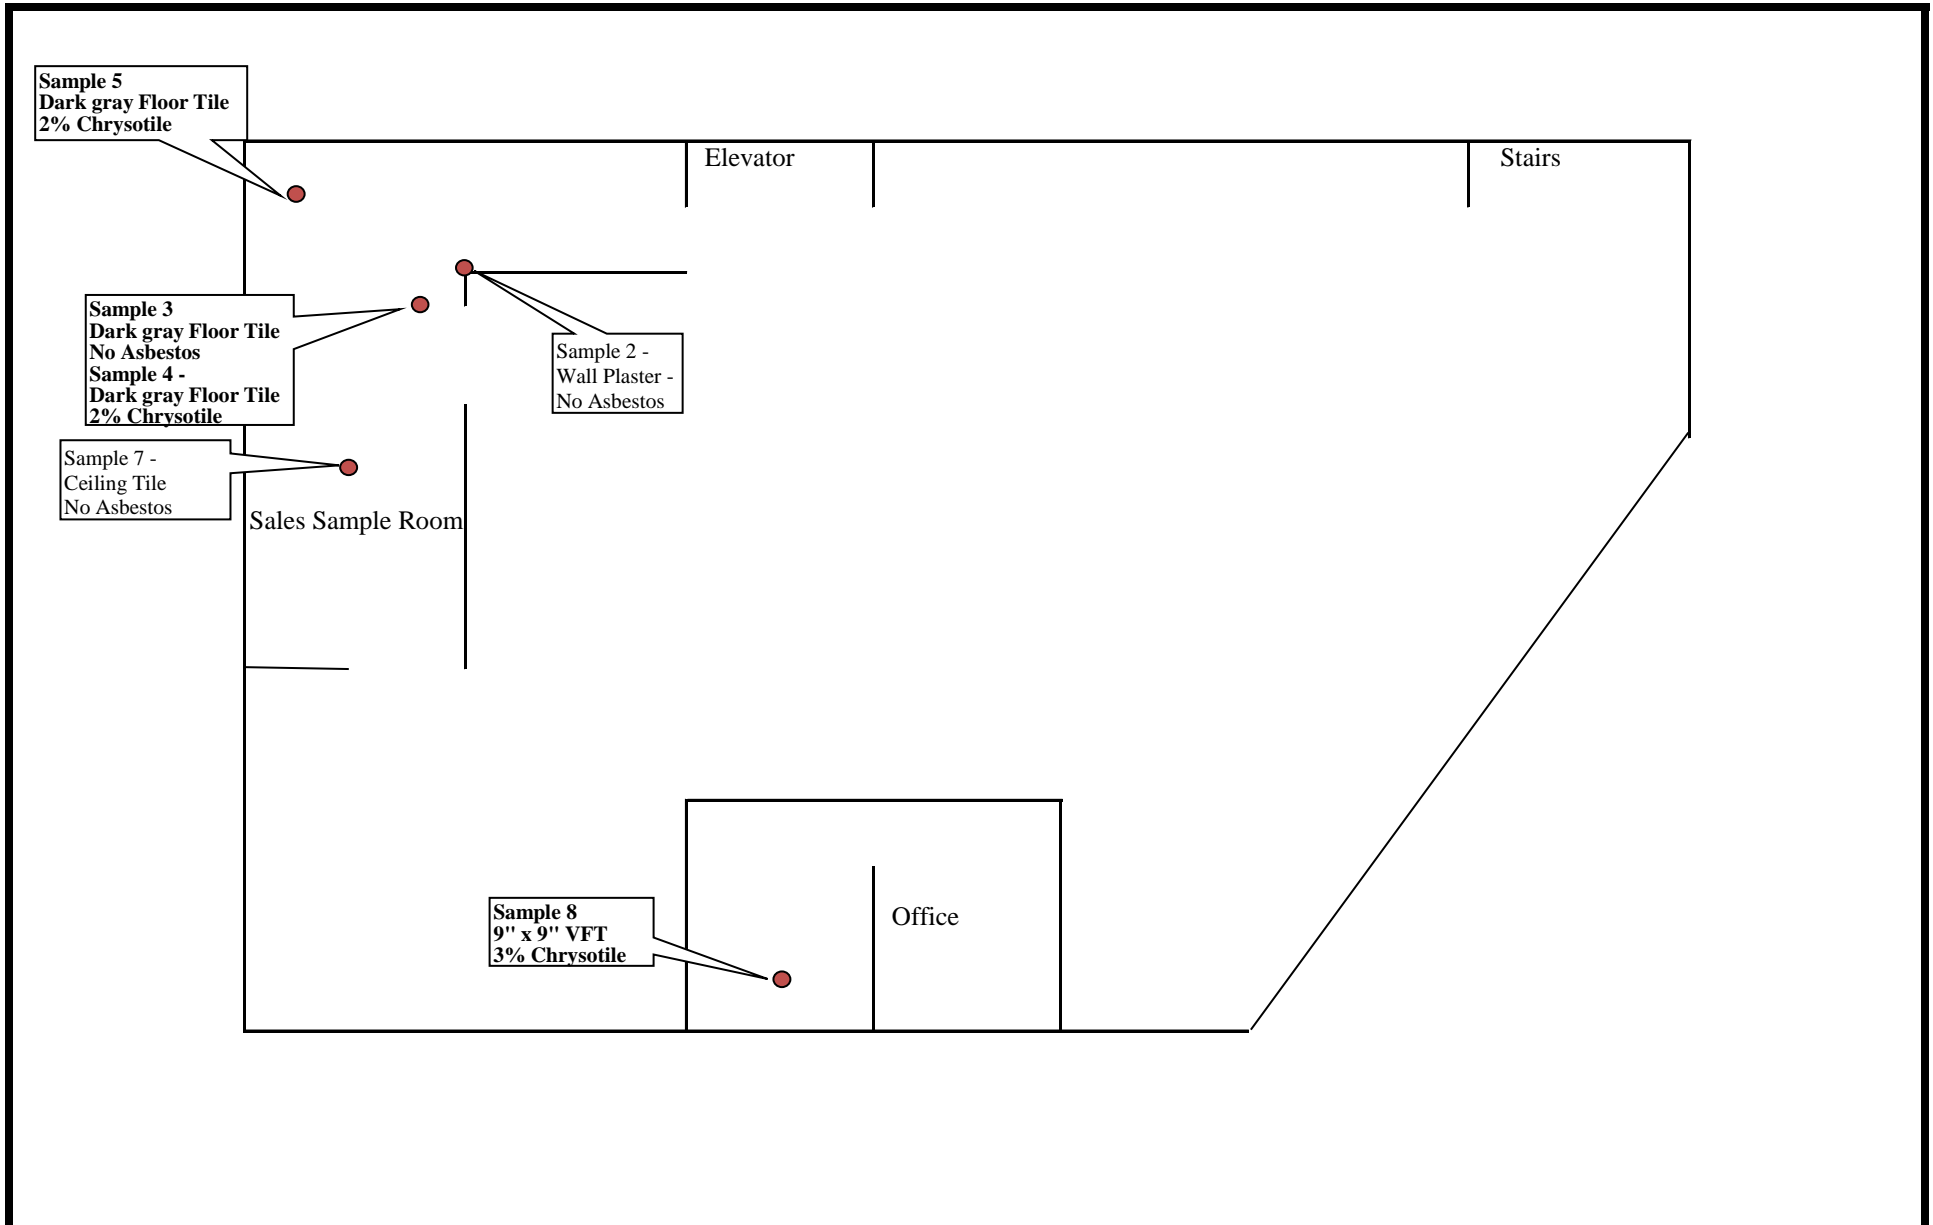 Sample 5
Dark gray Floor Tile
2% Chrysotile
Elevator
Stairs
Sample 3
Dark gray Floor Tile
No Asbestos
Sample 4 -
Dark gray Floor Tile
2% Chrysotile
Sample 2 -
Wall Plaster -
No Asbestos
Sample 7 -
Ceiling Tile
No Asbestos
Sales Sample Room
Sample 8
9" x 9" VFT
3% Chrysotile
Office